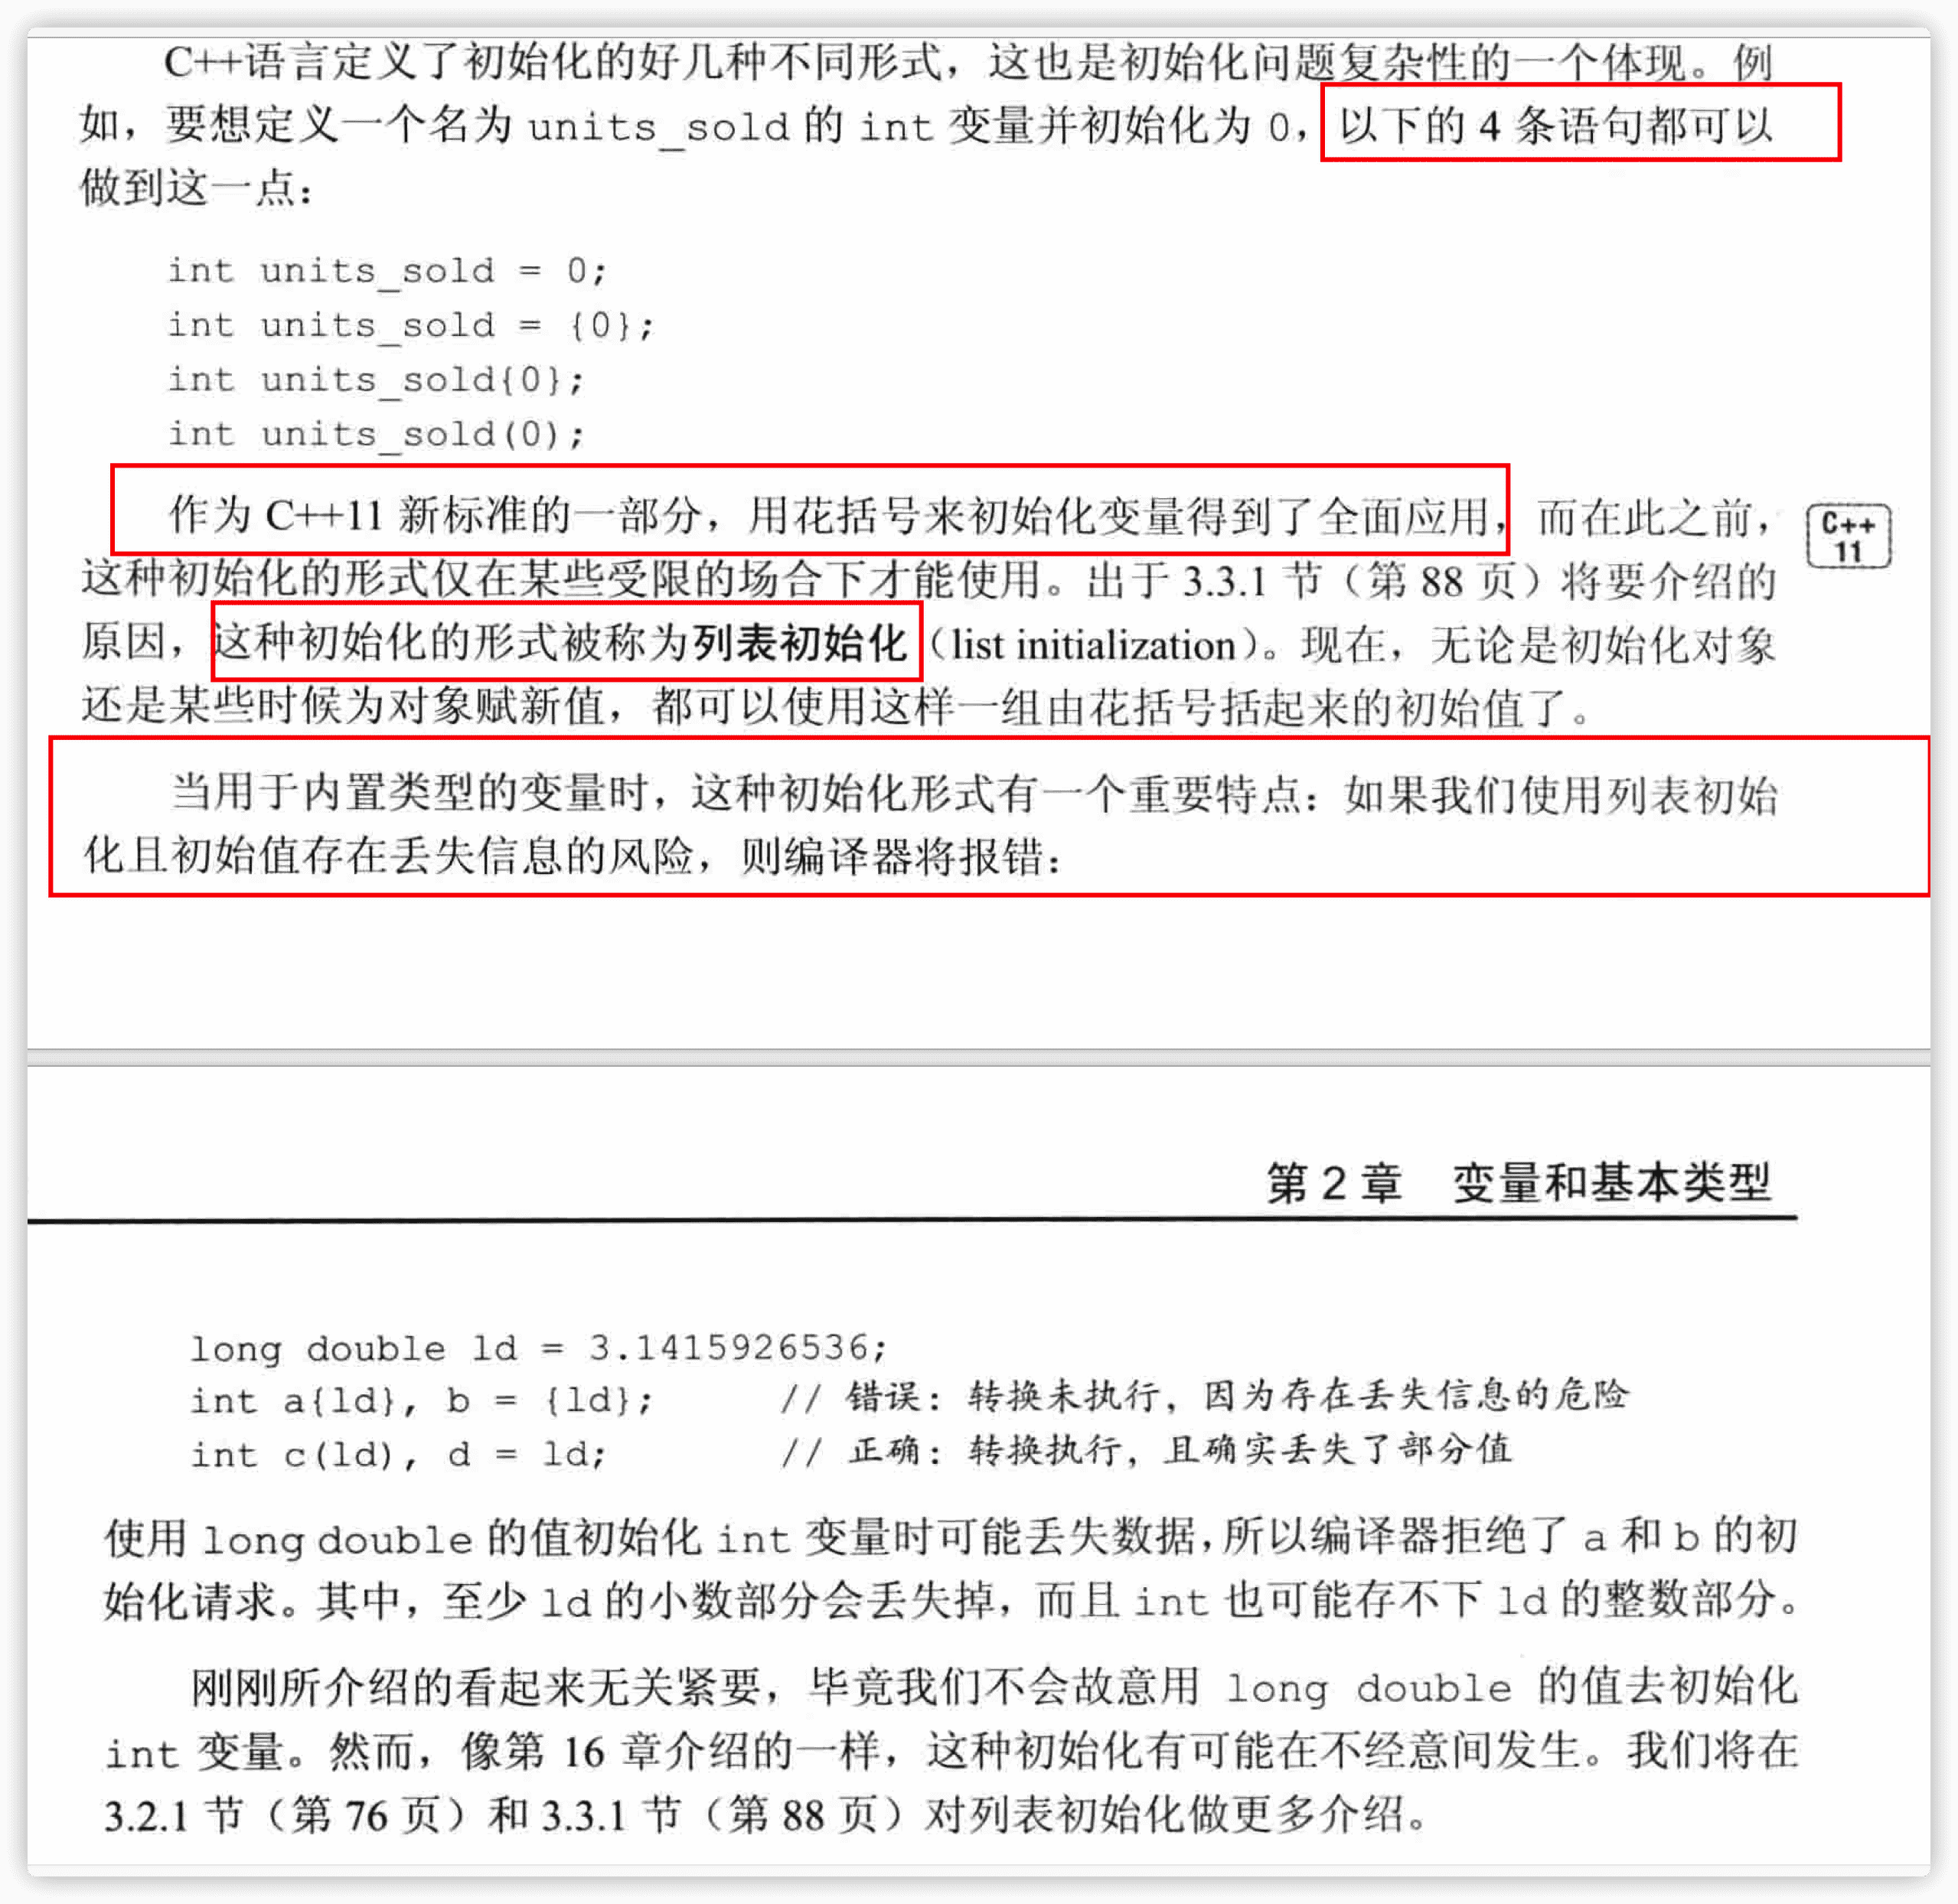 C++语言定义了初始化的好几种不同形式，这也是初始化问题复杂性的一个体现。例
如，要想定义一个名为 units_sold 的 int 变量并初始化为 0，以下的 4 条语句都可以
做到这一点：
int units_sold = 0;
int units_sold = {0};
int units_sold{0};
int units_sold(0);
作为 C++11 新标准的一部分，用花括号来初始化变量得到了全面应用，而在此之前，
C++
11
这种初始化的形式仅在某些受限的场合下才能使用。出于 3.3.1 节（第 88 页）将要介绍的
原因，这种初始化的形式被称为列表初始化（list initialization）。现在，无论是初始化对象
还是某些时候为对象赋新值，都可以使用这样一组由花括号括起来的初始值了。
当用于内置类型的变量时，这种初始化形式有一个重要特点：如果我们使用列表初始
化且初始值存在丢失信息的风险，则编译器将报错：
第 2 章 变量和基本类型
long double ld = 3.1415926536;
int a{ld}, b = {ld}; // 错误：转换未执行，因为存在丢失信息的危险
int c(ld), d = ld; // 正确：转换执行，且确实丢失了部分值
使用 long double 的值初始化 int 变量时可能丢失数据，所以编译器拒绝了 a 和 b 的初
始化请求。其中，至少 ld 的小数部分会丢失掉，而且 int 也可能存不下 ld 的整数部分。
刚刚所介绍的看起来无关紧要，毕竟我们不会故意用 long double 的值去初始化
int 变量。然而，像第 16 章介绍的一样，这种初始化有可能在不经意间发生。我们将在
3.2.1 节（第 76 页）和 3.3.1 节（第 88 页）对列表初始化做更多介绍。